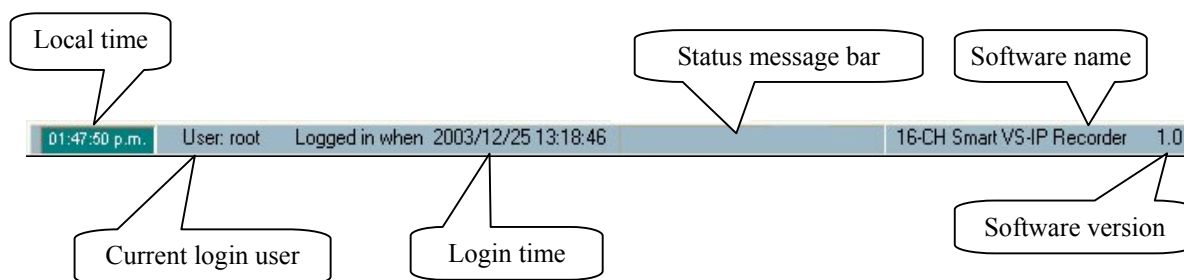 Local time
Status message bar
Software name
01:47:50 p.m.
User: root
Logged in when 2003/12/25 13:18:46
16-CH Smart VS-IP Recorder
1.0
Current login user
Login time
Software version